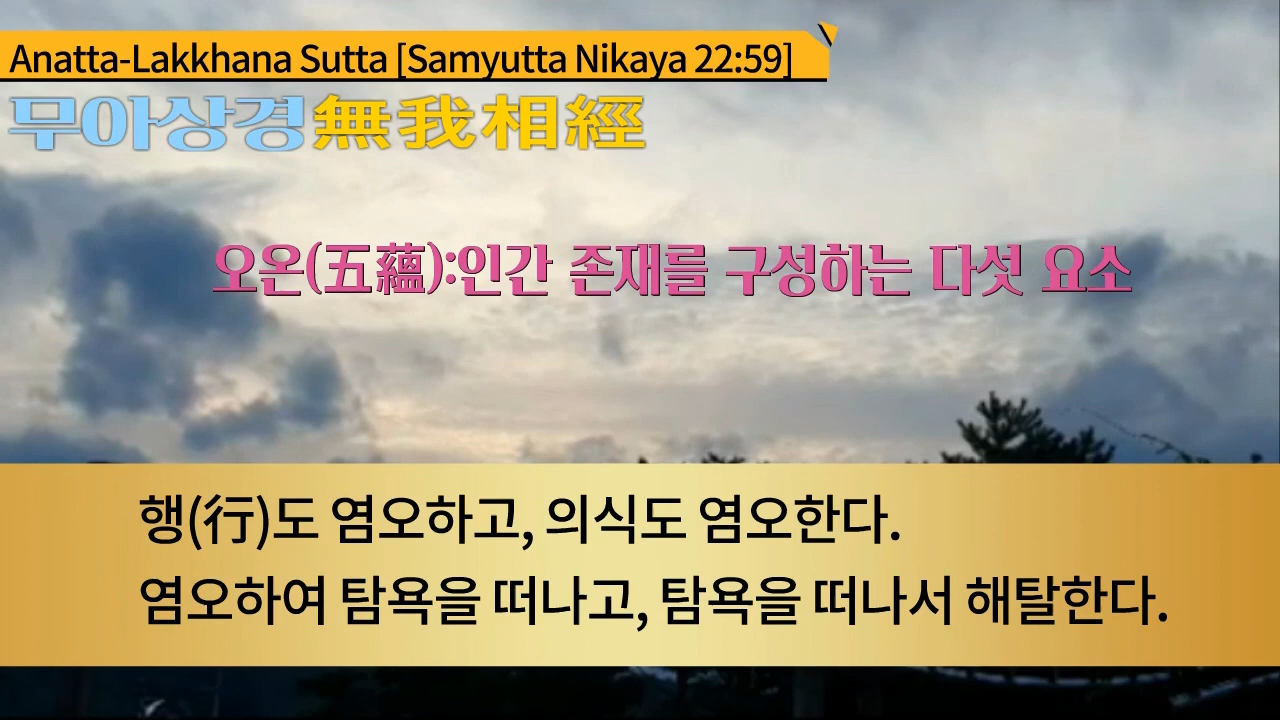 Anatta-Lakkhana Sutta [Samyutta Nikaya 22:59]
무아상경無我相經
오온(五蘊):인간 존재를 구성하는 다섯 요소
행(行)도 염오하고, 의식도 염오한다.
염오하여 탐욕을 떠나고, 탐욕을 떠나서 해탈한다.